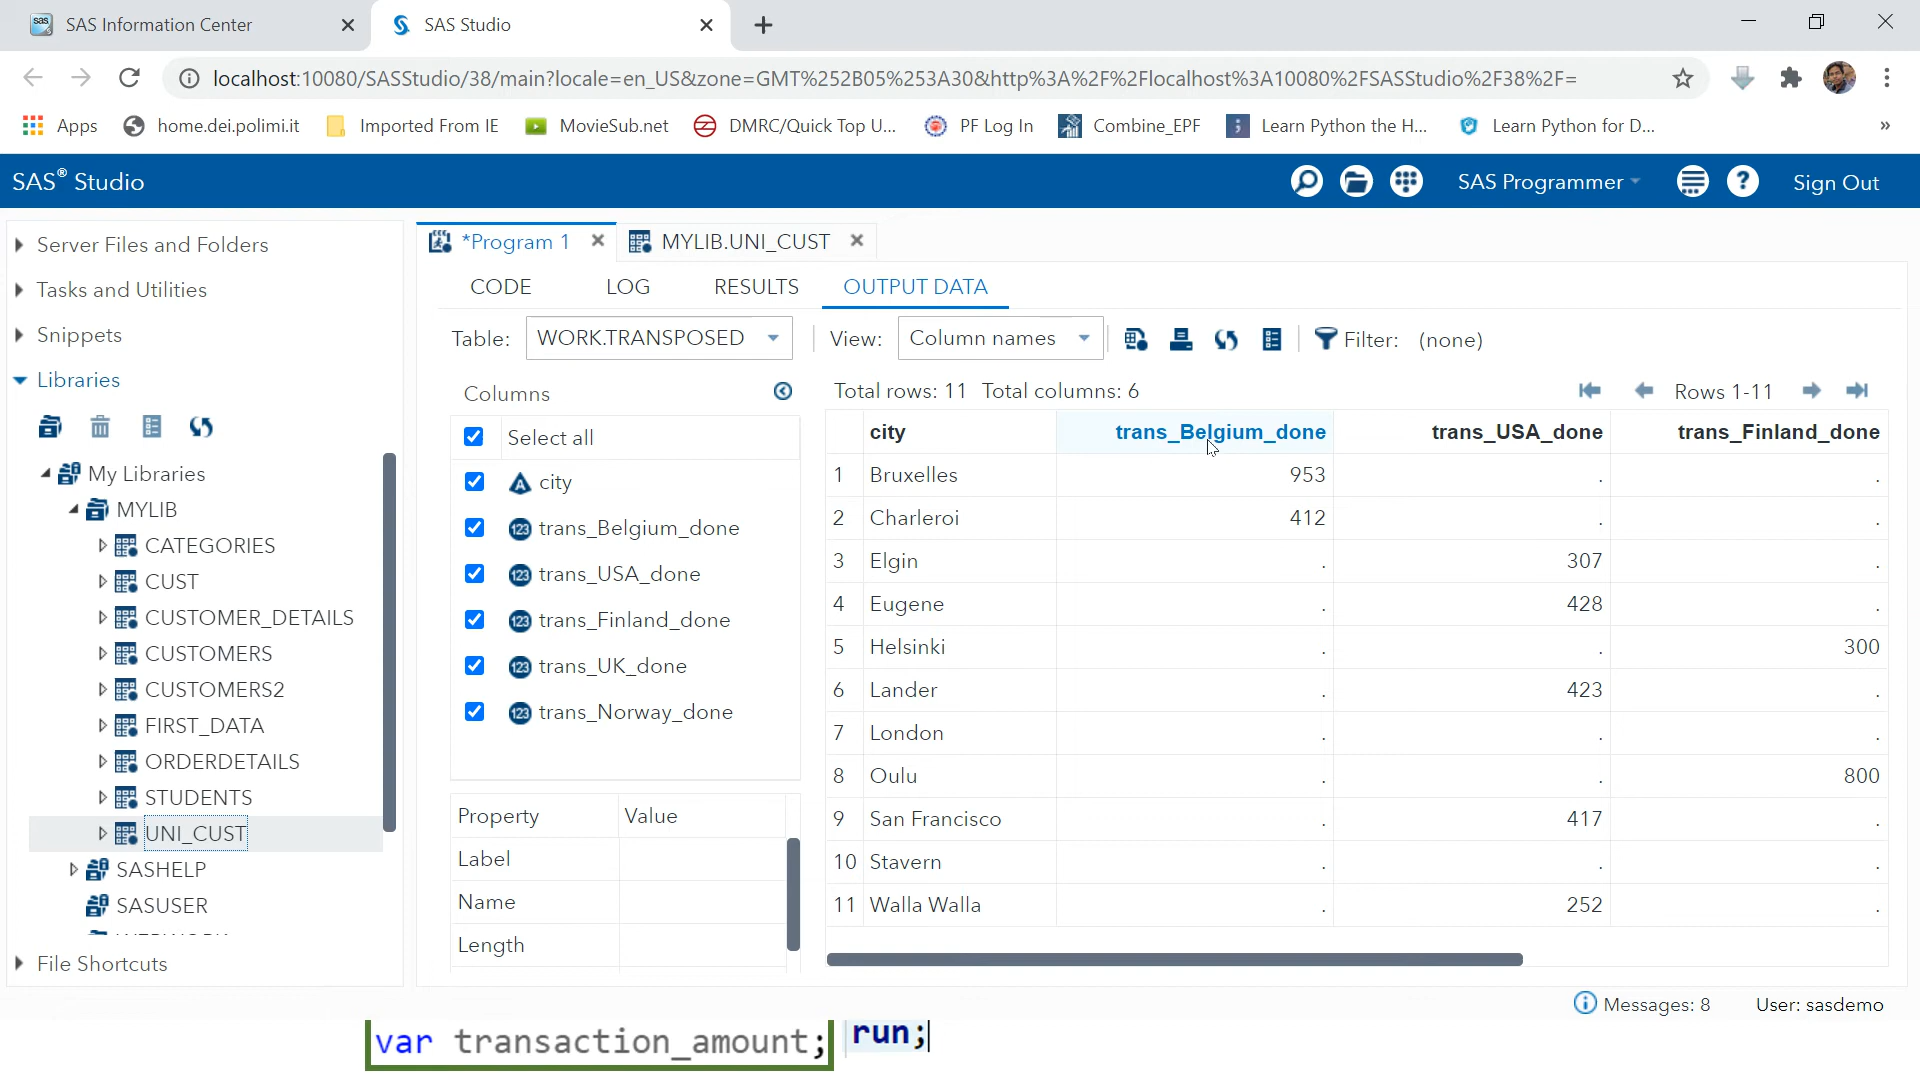 SAS Information Center
SAS Studio
localhost:10080/SASStudio/38/main?locale=en_US&zone=GMT%252B05%253A30&http%3A%2F%2Flocalhost%3A10080%2FSASStudio%2F38%2F=
Apps home.dei.polimi.it Imported From IE MovieSub.net DMRC/Quick Top U... PF Log In Combine_EPF Learn Python the H... Learn Python for D... »
SAS® Studio SAS Programmer Sign Out
Server Files and Folders
Tasks and Utilities
Snippets
Libraries
My Libraries
MYLIB
CATEGORIES
CUST
CUSTOMER_DETAILS
CUSTOMERS
CUSTOMERS2
FIRST_DATA
ORDERDETAILS
STUDENTS
UNI_CUST
SASHELP
SASUSER
File Shortcuts
*Program 1 MYLIB.UNI_CUST
CODE LOG RESULTS OUTPUT DATA
Table: WORK.TRANSPOSED View: Column names Filter: (none)
Columns
Select all
city
trans_Belgium_done
trans_USA_done
trans_Finland_done
trans_UK_done
trans_Norway_done
Property Value
Label
Name
Length
Total rows: 11 Total columns: 6 Rows 1-11
city trans_Belgium_done trans_USA_done trans_Finland_done
1 Bruxelles 953 . .
2 Charleroi 412 . .
3 Elgin . 307 .
4 Eugene . 428 .
5 Helsinki . . 300
6 Lander . 423 .
7 London . . .
8 Oulu . . 800
9 San Francisco . 417 .
10 Stavern . . .
11 Walla Walla . 252 .
Messages: 8 User: sasdemo
var transaction_amount; run;